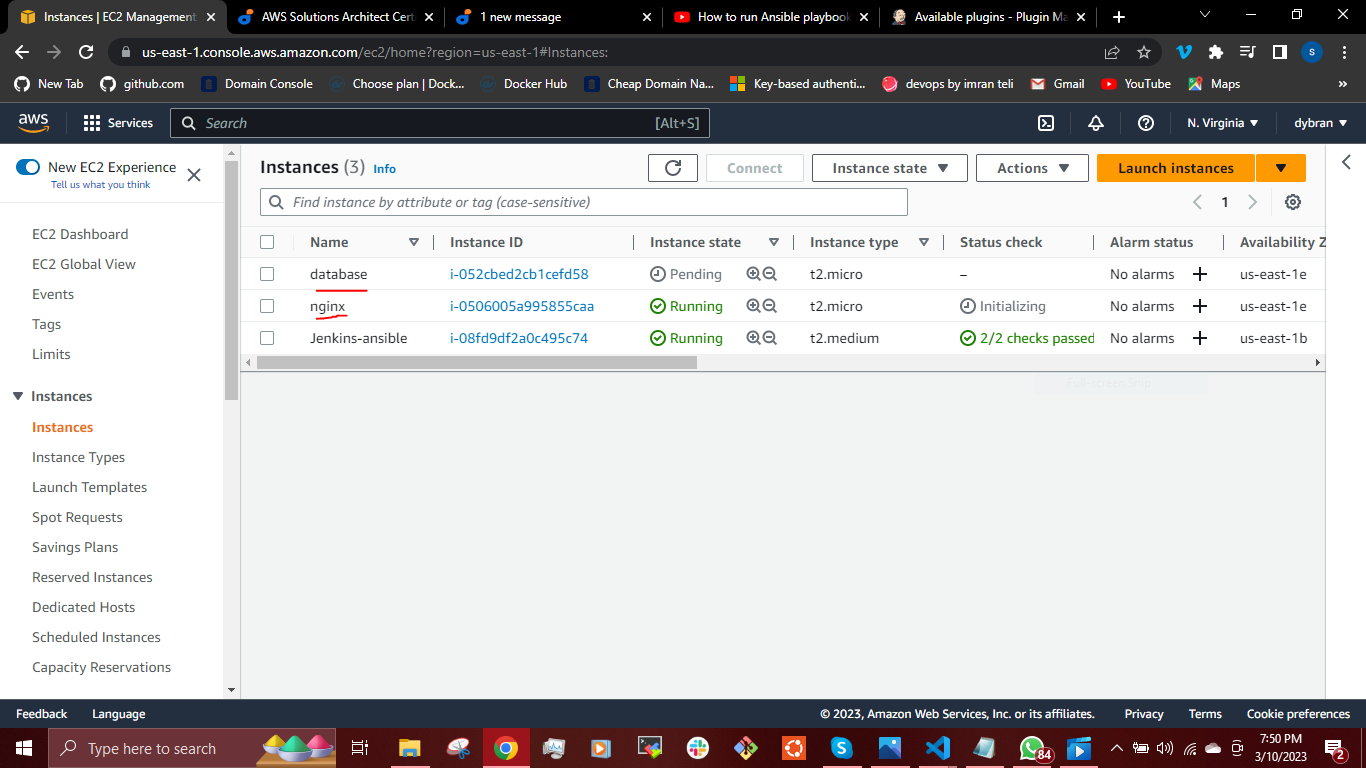 Instances | EC2 Management
AWS Solutions Architect Certi
1 new message
How to run Ansible playbook
Available plugins - Plugin Ma
us-east-1.console.aws.amazon.com/ec2/home?region=us-east-1#Instances:
S
New Tab
github.com
Domain Console
Choose plan | Dock...
Docker Hub
Cheap Domain Na...
Key-based authenti...
devops by imran teli
Gmail
YouTube
Maps
»
aws
Services
Search
[Alt+S]
N. Virginia
dybran
New EC2 Experience
Tell us what you think
EC2 Dashboard
EC2 Global View
Events
Tags
Limits
Instances
Instances
Instance Types
Launch Templates
Spot Requests
Savings Plans
Reserved Instances
Dedicated Hosts
Scheduled Instances
Capacity Reservations
Instances (3) Info
Connect
Instance state
Actions
Launch instances
Find instance by attribute or tag (case-sensitive)
1
Name Instance ID Instance state Instance type Status check Alarm status Availability Z
database i-052cbed2cb1cefd58 Pending t2.micro – No alarms + us-east-1e
nginx i-0506005a995855caa Running t2.micro Initializing No alarms + us-east-1e
Jenkins-ansible i-08fd9df2a0c495c74 Running t2.medium 2/2 checks passed No alarms + us-east-1b
Feedback
Language
© 2023, Amazon Web Services, Inc. or its affiliates.
Privacy
Terms
Cookie preferences
Type here to search
84
7:50 PM
3/10/2023
2